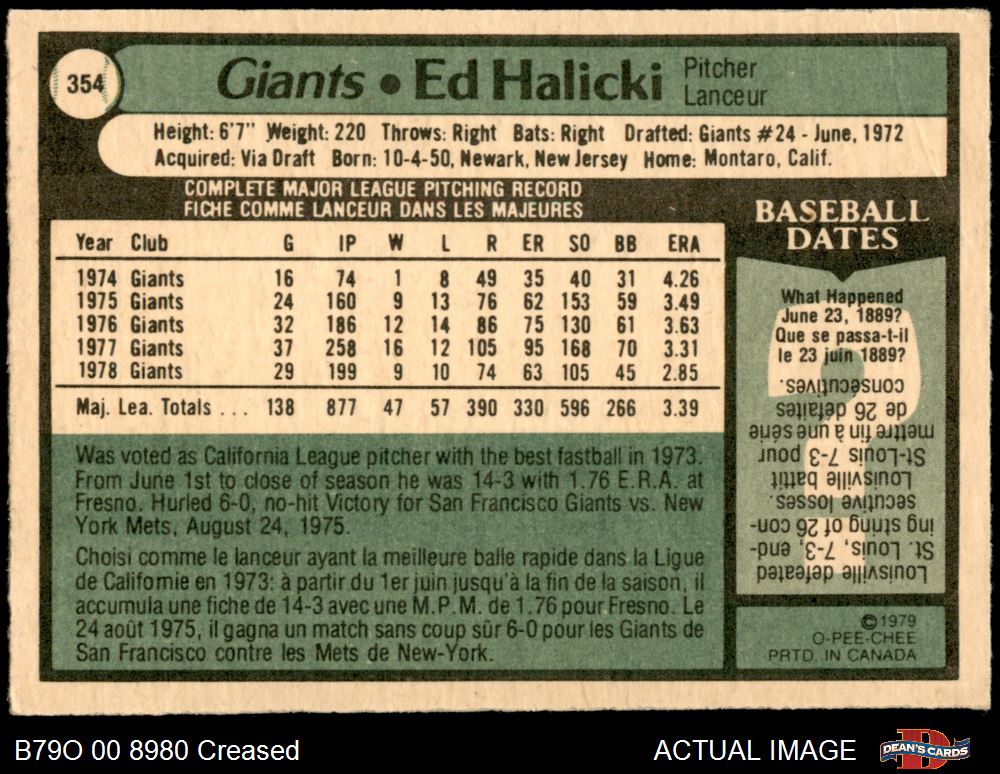 354
Giants • Ed Halicki
Pitcher
Lanceur
Height: 6'7" Weight: 220 Throws: Right Bats: Right Drafted: Giants #24 - June, 1972
Acquired: Via Draft Born: 10-4-50, Newark, New Jersey Home: Montaro, Calif.
COMPLETE MAJOR LEAGUE PITCHING RECORD
FICHE COMME LANCEUR DANS LES MAJEURES
Year Club G IP W L R ER SO BB ERA
1974 Giants 16 74 1 8 49 35 40 31 4.26
1975 Giants 24 160 9 13 76 62 153 59 3.49
1976 Giants 32 186 12 14 86 75 130 61 3.63
1977 Giants 37 258 16 12 105 95 168 70 3.31
1978 Giants 29 199 9 10 74 63 105 45 2.85
Maj. Lea. Totals ... 138 877 47 57 390 330 596 266 3.39
Was voted as California League pitcher with the best fastball in 1973.
From June 1st to close of season he was 14-3 with 1.76 E.R.A. at
Fresno. Hurled 6-0, no-hit Victory for San Francisco Giants vs. New
York Mets, August 24, 1975.
Choisi comme le lanceur ayant la meilleure balle rapide dans la Ligue
de Californie en 1973: à partir du 1er juin jusqu'à la fin de la saison, il
accumula une fiche de 14-3 avec une M.P.M. de 1.76 pour Fresno. Le
24 août 1975, il gagna un match sans coup sûr 6-0 pour les Giants de
San Francisco contre les Mets de New-York.
BASEBALL
DATES
What Happened
June 23, 1889?
Que se passa-t-il
le 23 juin 1889?
Louisville defeated
St. Louis, 7-3, end-
ing string of 26 con-
secutive losses.
Louisville battit
St-Louis 7-3 pour
mettre fin à une série
de 26 défaites
consécutives.
©1979
O-PEE-CHEE
PRTD. IN CANADA
B79O 00 8980 Creased
ACTUAL IMAGE
DEAN'S CARDS